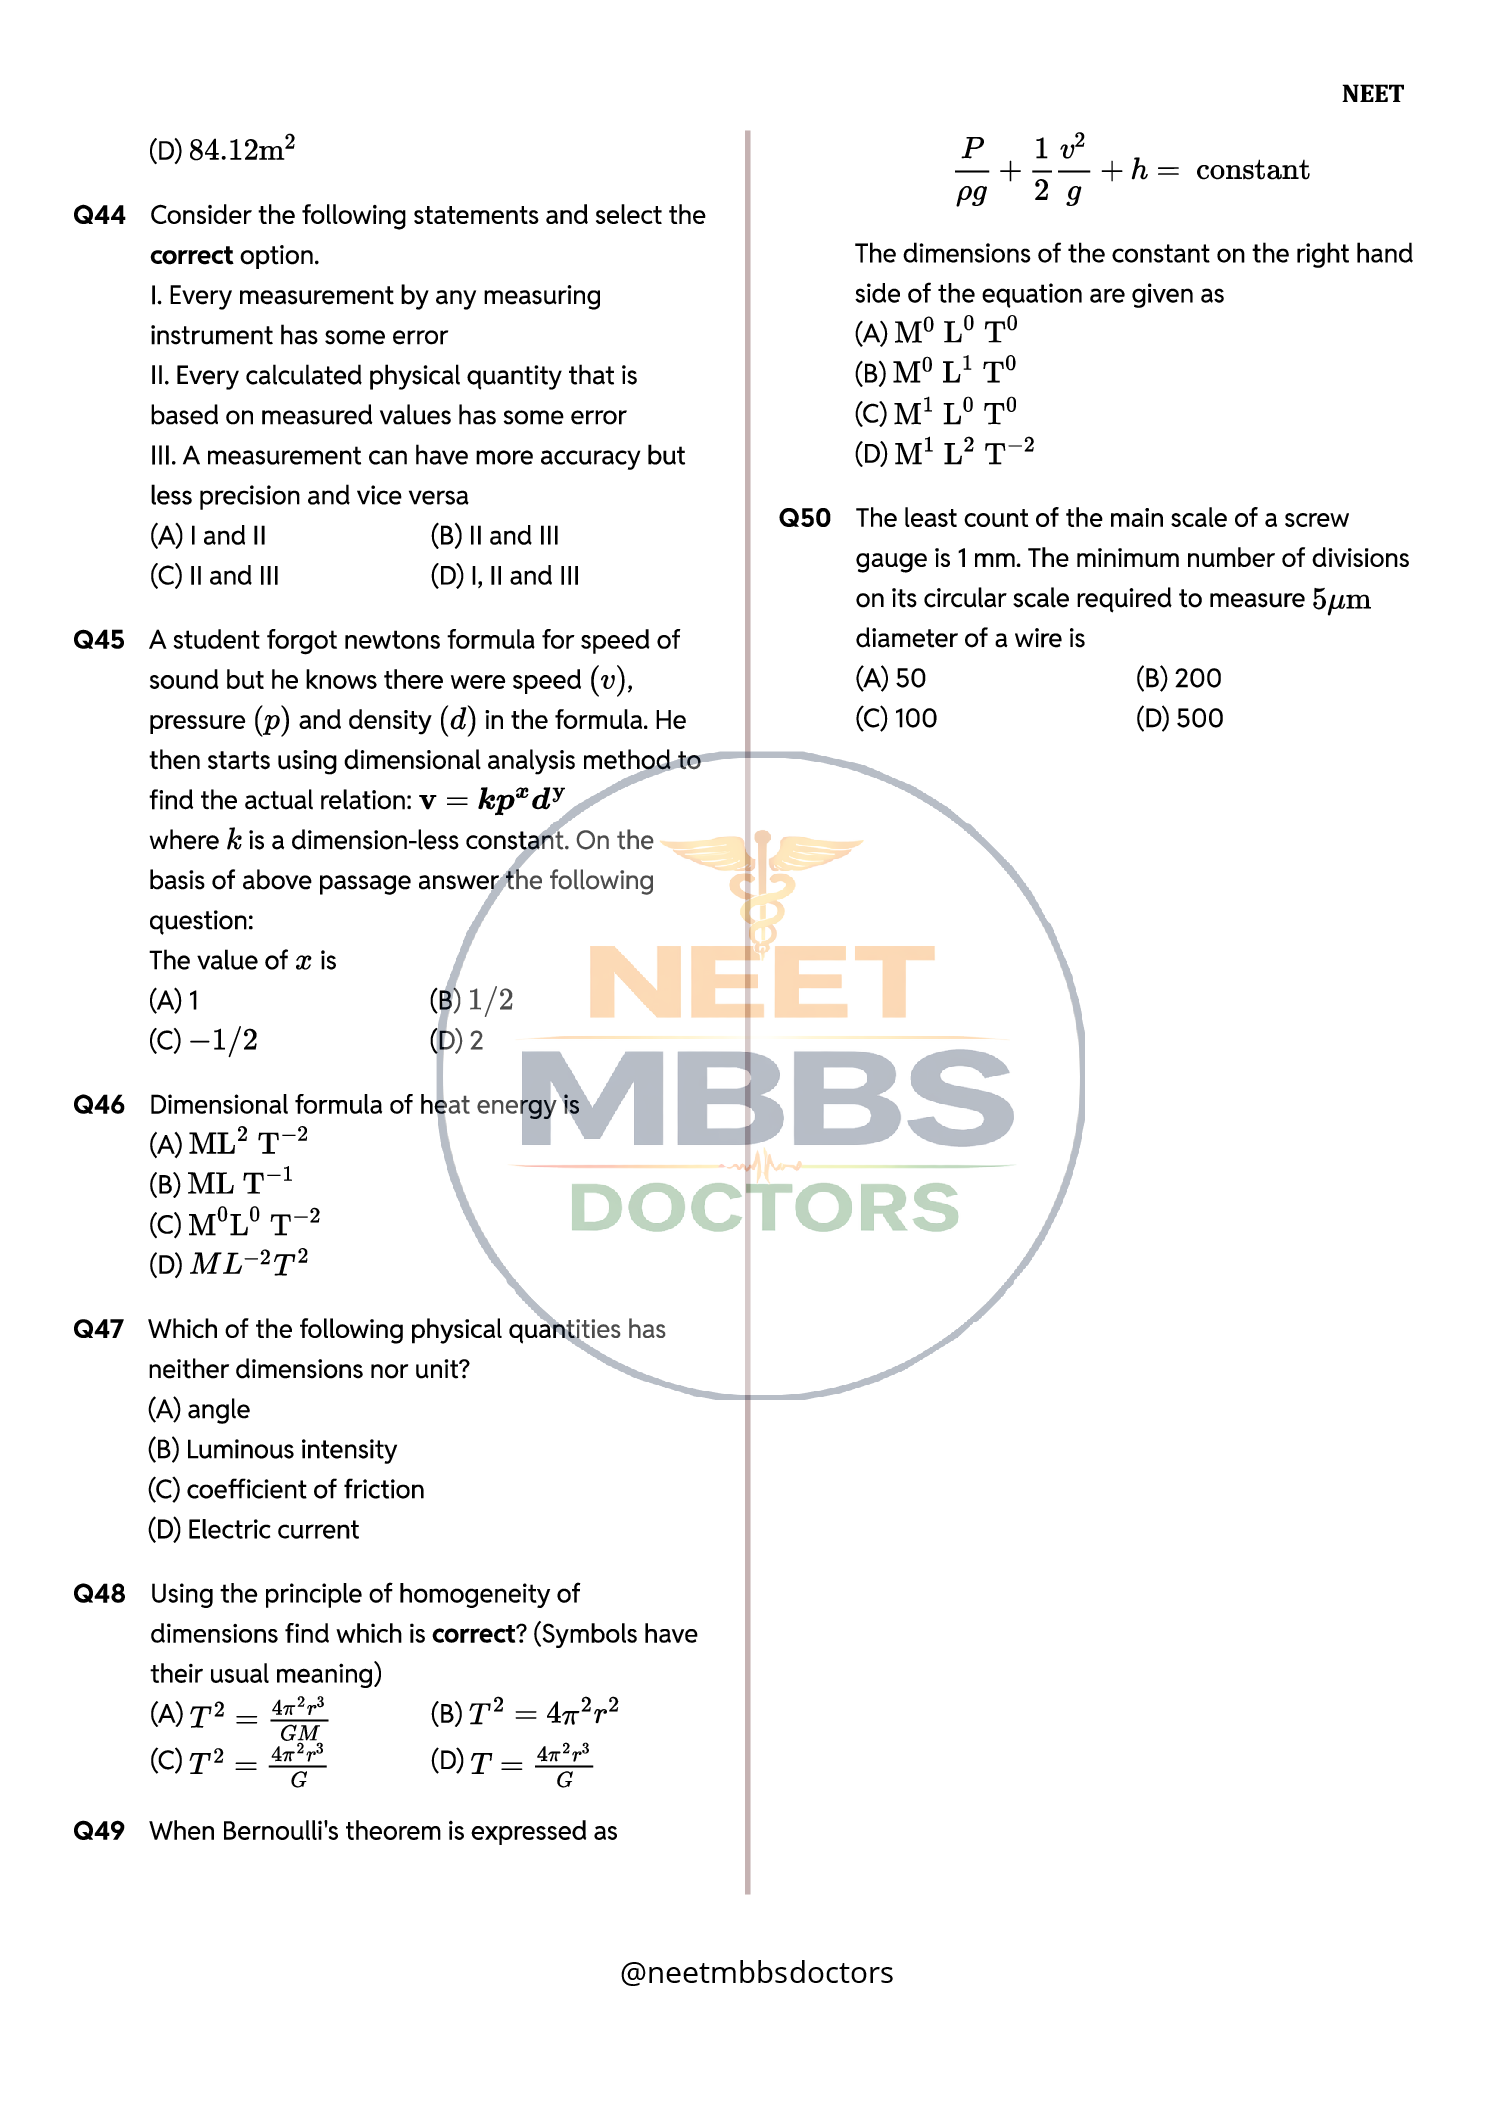 NEET
(D) 84.12m²
Q44 Consider the following statements and select the
correct option.
I. Every measurement by any measuring
instrument has some error
II. Every calculated physical quantity that is
based on measured values has some error
III. A measurement can have more accuracy but
less precision and vice versa
(A) I and II (B) II and III
(C) II and III (D) I, II and III
Q45 A student forgot newtons formula for speed of
sound but he knows there were speed (v),
pressure (p) and density (d) in the formula. He
then starts using dimensional analysis method to
find the actual relation: v = kpˣdʸ
where k is a dimension-less constant. On the
basis of above passage answer the following
question:
The value of x is
(A) 1 (B) 1/2
(C) −1/2 (D) 2
Q46 Dimensional formula of heat energy is
(A) ML² T⁻²
(B) ML T⁻¹
(C) M⁰L⁰ T⁻²
(D) ML⁻²T²
Q47 Which of the following physical quantities has
neither dimensions nor unit?
(A) angle
(B) Luminous intensity
(C) coefficient of friction
(D) Electric current
Q48 Using the principle of homogeneity of
dimensions find which is correct? (Symbols have
their usual meaning)
(A) T² = 4π²r³/GM (B) T² = 4π²r²
(C) T² = 4π²r³/G (D) T = 4π²r³/G
Q49 When Bernoulli's theorem is expressed as
P/ρg + 1/2 v²/g + h = constant
The dimensions of the constant on the right hand
side of the equation are given as
(A) M⁰ L⁰ T⁰
(B) M⁰ L¹ T⁰
(C) M¹ L⁰ T⁰
(D) M¹ L² T⁻²
Q50 The least count of the main scale of a screw
gauge is 1 mm. The minimum number of divisions
on its circular scale required to measure 5μm
diameter of a wire is
(A) 50 (B) 200
(C) 100 (D) 500
NEET
MBBS
DOCTORS
@neetmbbsdoctors